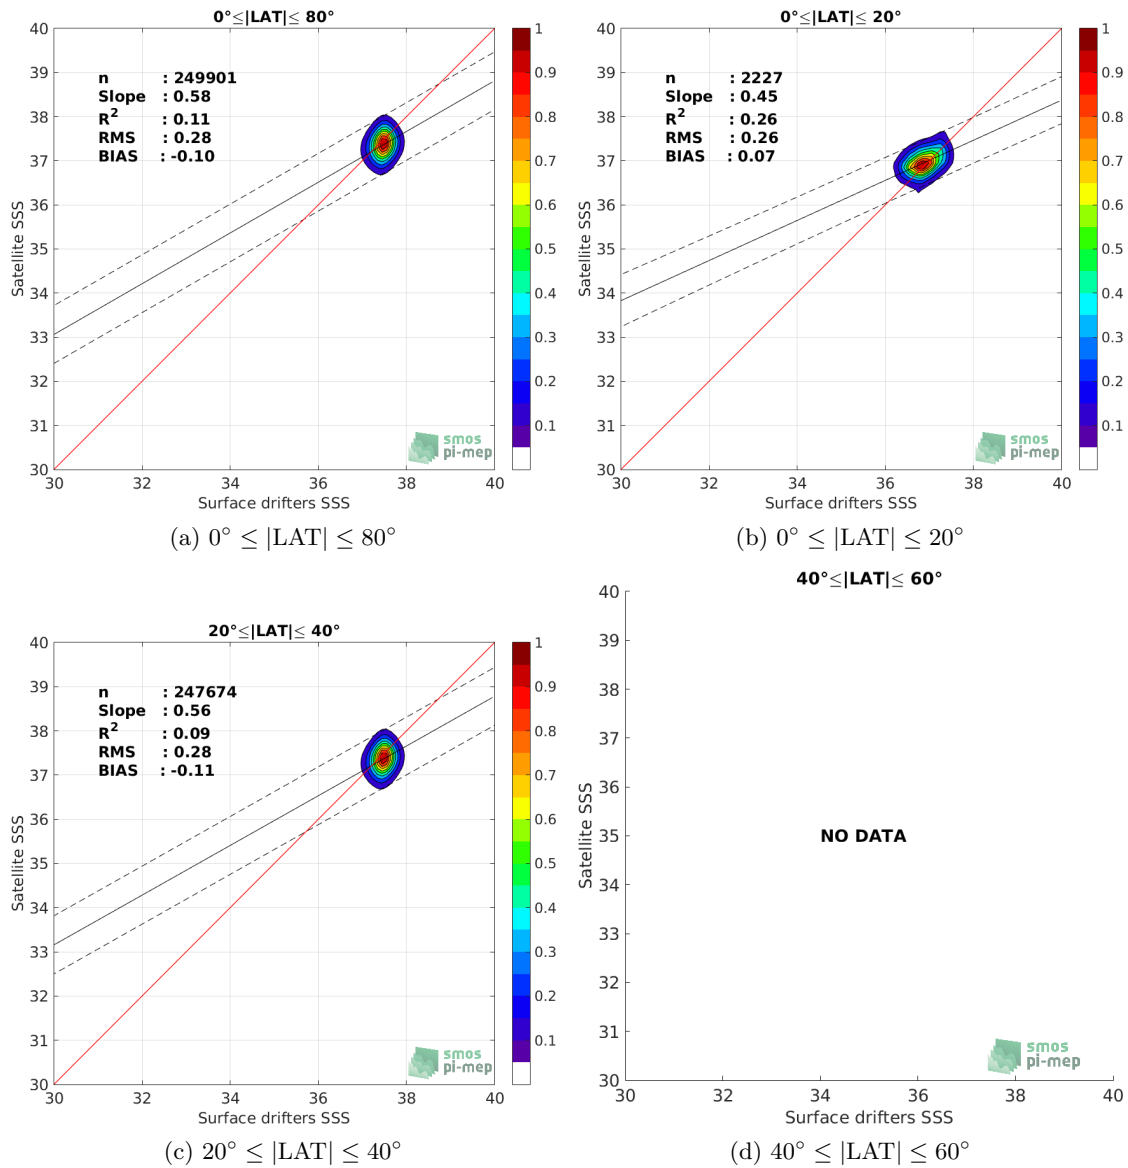 0°≤|LAT|≤ 80°
n : 249901
Slope : 0.58
R2 : 0.11
RMS : 0.28
BIAS : -0.10
40
39
38
37
36
35
34
33
32
31
30
30 32 34 36 38 40
Satellite SSS
Surface drifters SSS
smos
pi-mep
1
0.9
0.8
0.7
0.6
0.5
0.4
0.3
0.2
0.1
(a) 0° ≤ |LAT| ≤ 80°
0°≤|LAT|≤ 20°
n : 2227
Slope : 0.45
R2 : 0.26
RMS : 0.26
BIAS : 0.07
40
39
38
37
36
35
34
33
32
31
30
30 32 34 36 38 40
Satellite SSS
Surface drifters SSS
smos
pi-mep
1
0.9
0.8
0.7
0.6
0.5
0.4
0.3
0.2
0.1
(b) 0° ≤ |LAT| ≤ 20°
20°≤|LAT|≤ 40°
n : 247674
Slope : 0.56
R2 : 0.09
RMS : 0.28
BIAS : -0.11
40
39
38
37
36
35
34
33
32
31
30
30 32 34 36 38 40
Satellite SSS
Surface drifters SSS
smos
pi-mep
1
0.9
0.8
0.7
0.6
0.5
0.4
0.3
0.2
0.1
(c) 20° ≤ |LAT| ≤ 40°
40°≤|LAT|≤ 60°
40
39
38
37
36
35
34
33
32
31
30
30 32 34 36 38 40
Satellite SSS
NO DATA
Surface drifters SSS
smos
pi-mep
(d) 40° ≤ |LAT| ≤ 60°